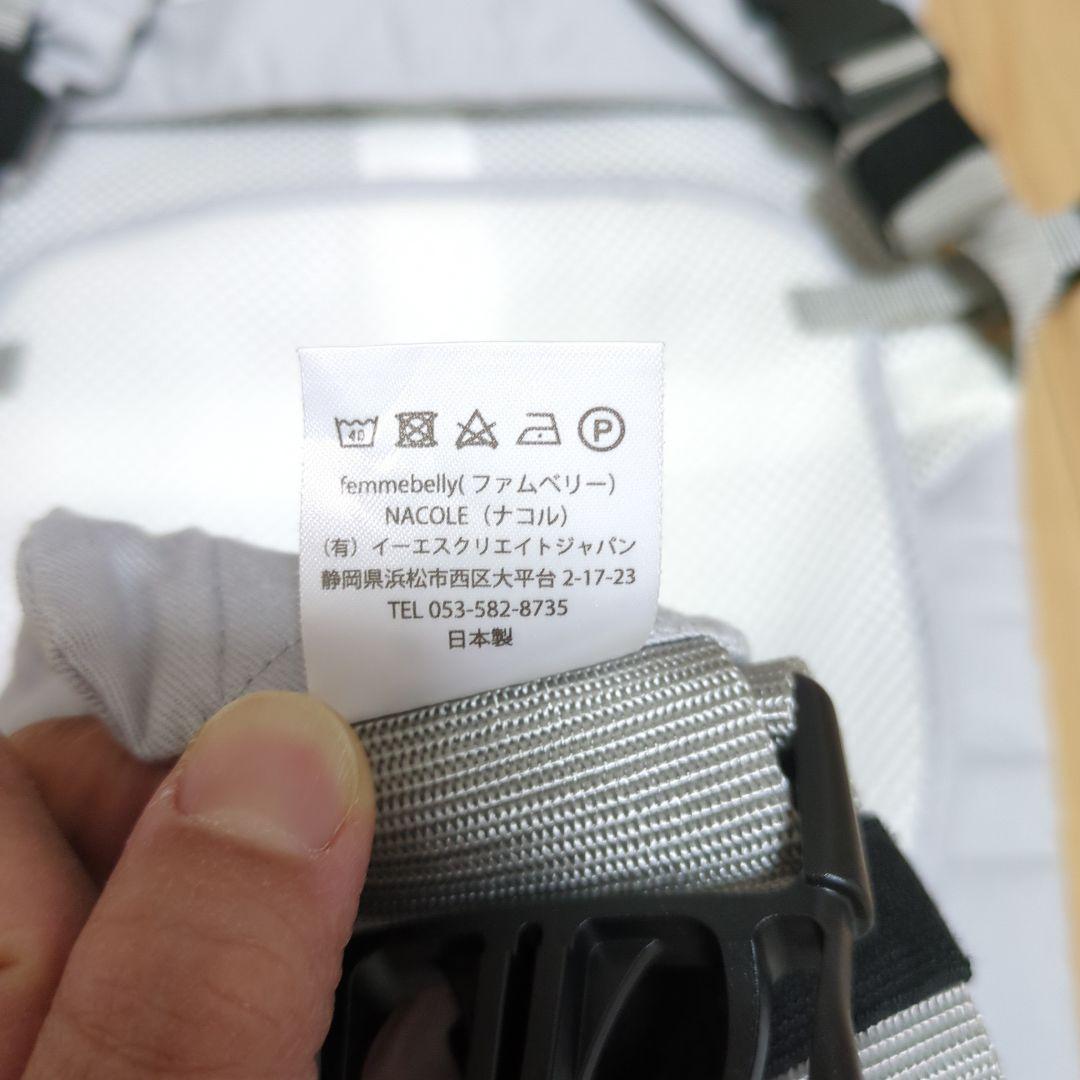 40 P
femmebelly(ファムベリー)
NACOLE（ナコル）
（有）イーエスクリエイトジャパン
静岡県浜松市西区大平台 2-17-23
TEL 053-582-8735
日本製